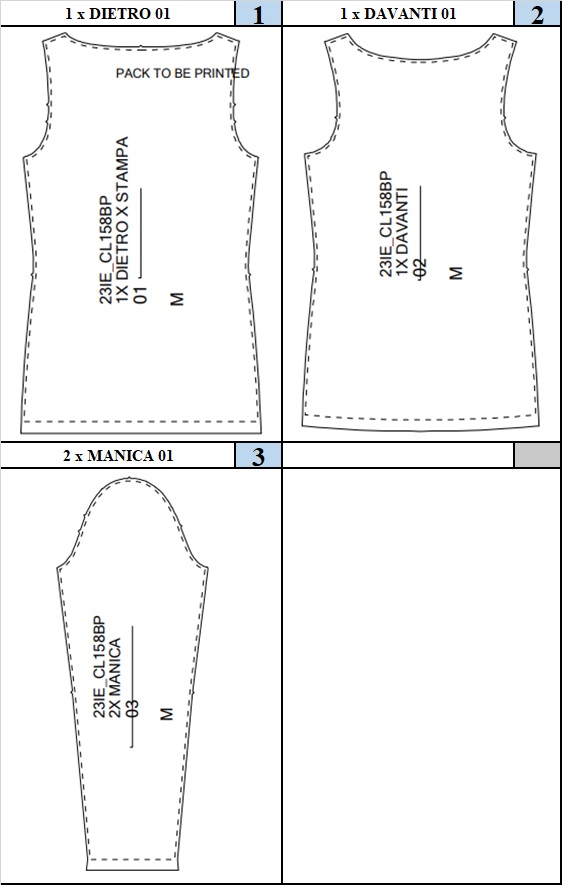 1 x DIETRO 01
1
PACK TO BE PRINTED
23IE_CL158BP
1X DIETRO X STAMPA
01
M
1 x DAVANTI 01
2
23IE_CL158BP
1X DAVANTI
02
M
2 x MANICA 01
3
23IE_CL158BP
2X MANICA
03
M